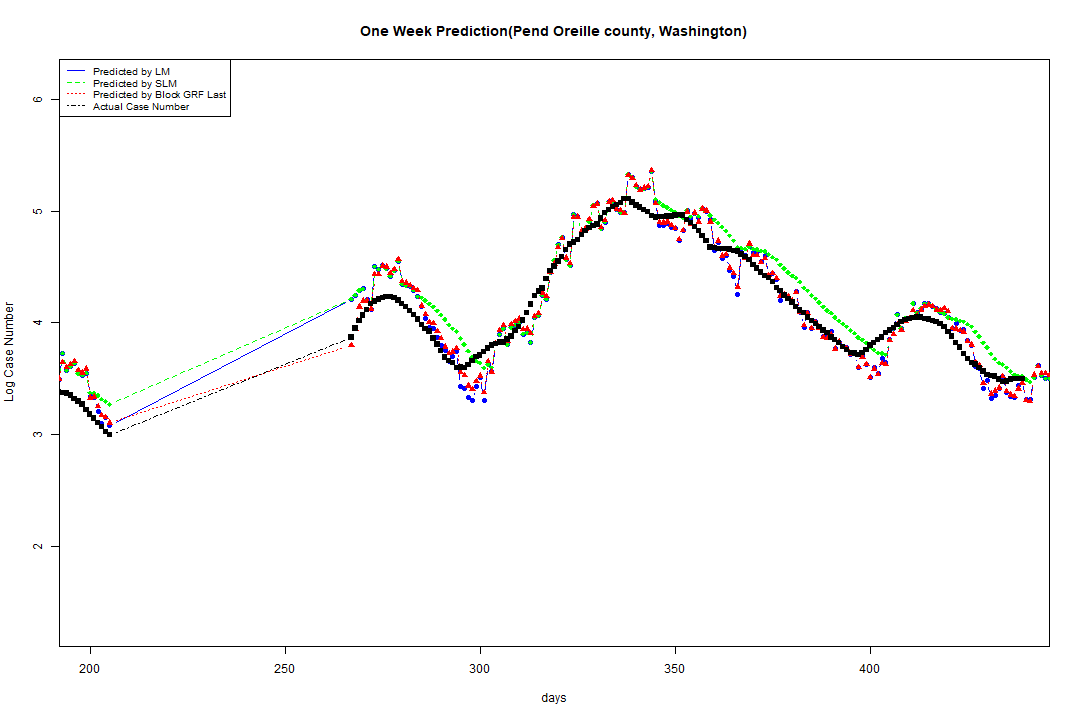 One Week Prediction(Pend Oreille county, Washington)
Predicted by LM
Predicted by SLM
Predicted by Block GRF Last
Actual Case Number
6
5
4
3
2
Log Case Number
200 250 300 350 400
days